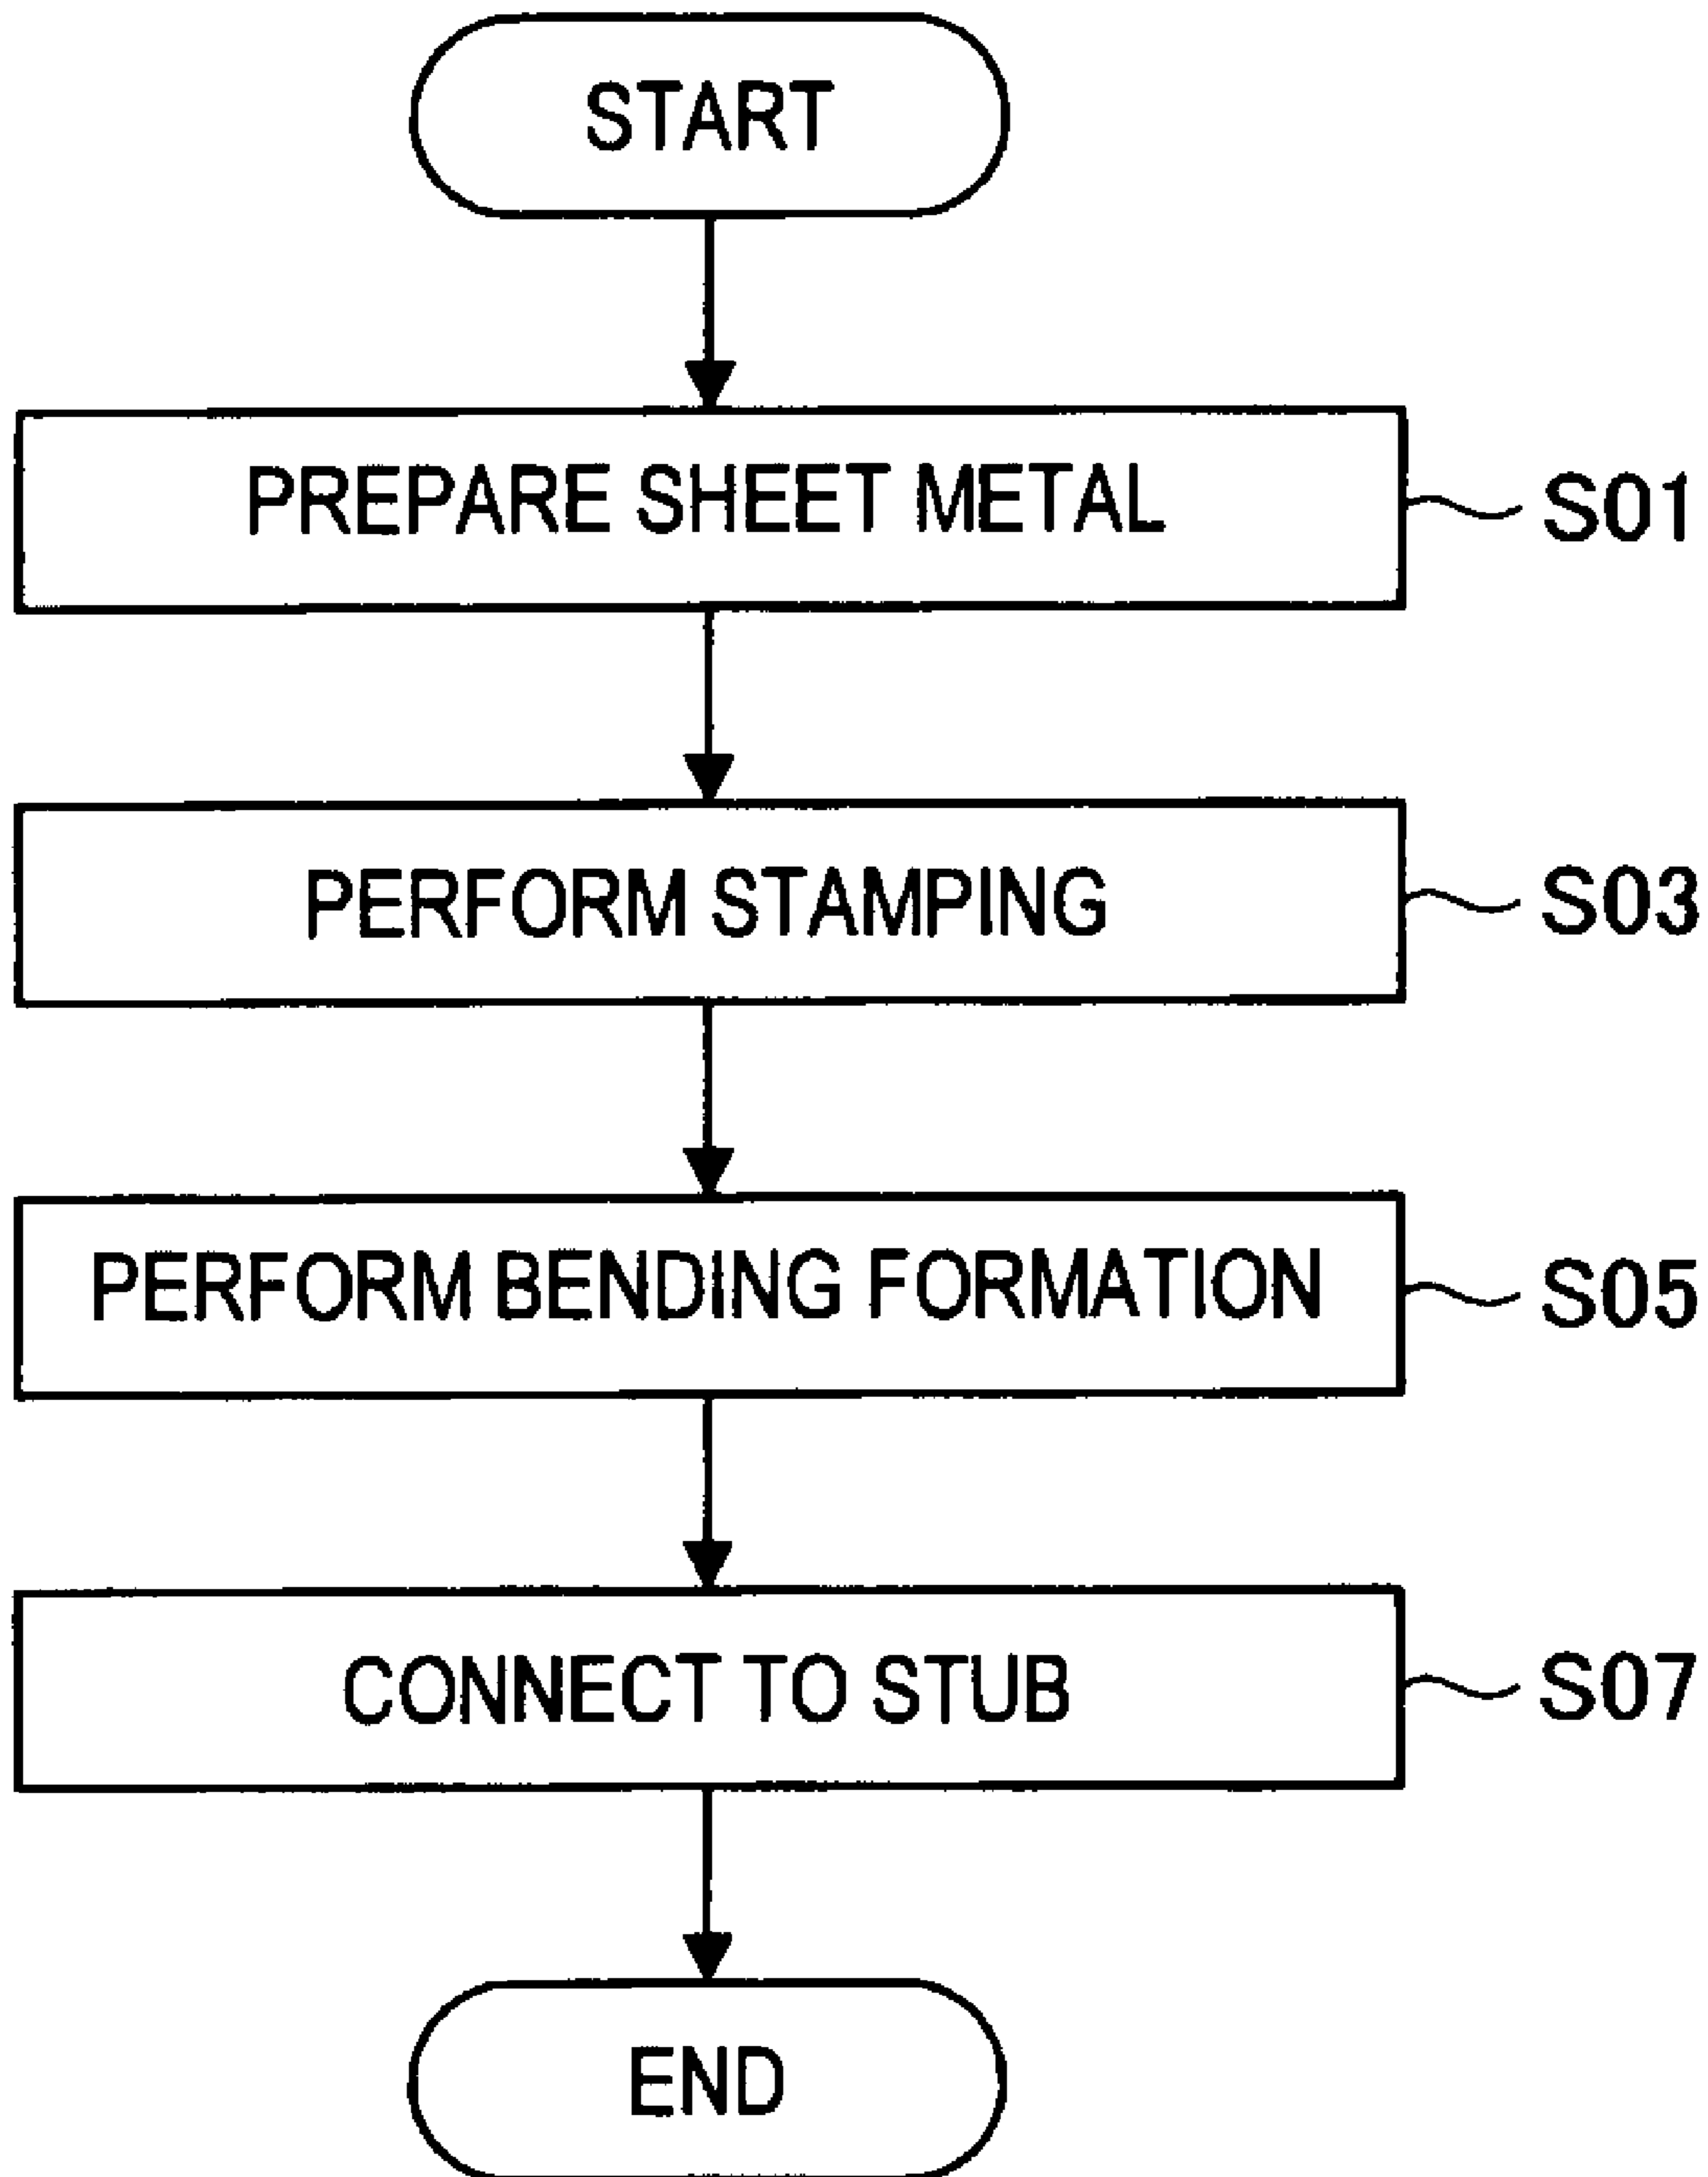 START
PREPARE SHEET METAL
S01
PERFORM STAMPING
S03
PERFORM BENDING FORMATION
S05
CONNECT TO STUB
S07
END